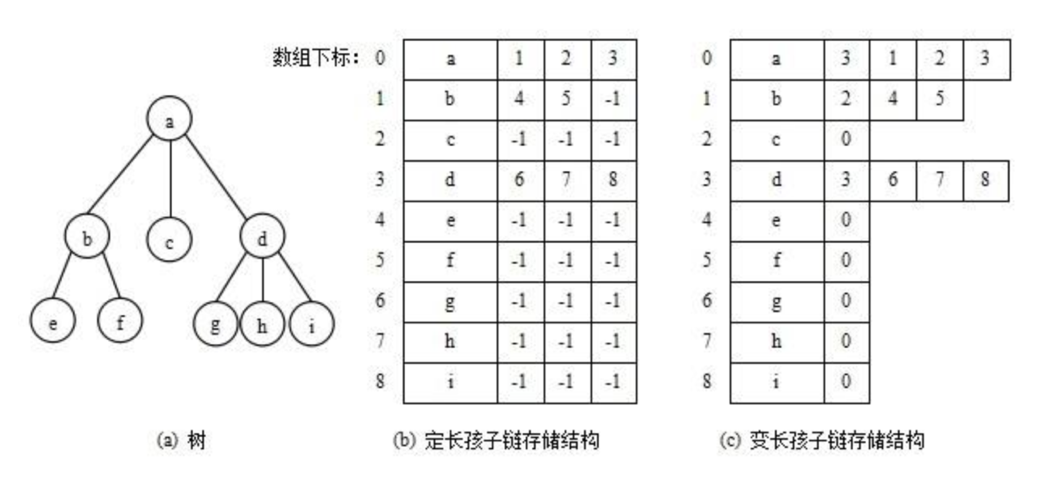 a
b
c
d
e
f
g
h
i
(a) 树
数组下标: 0 a 1 2 3
1 b 4 5 -1
2 c -1 -1 -1
3 d 6 7 8
4 e -1 -1 -1
5 f -1 -1 -1
6 g -1 -1 -1
7 h -1 -1 -1
8 i -1 -1 -1
(b) 定长孩子链存储结构
0 a 3 1 2 3
1 b 2 4 5
2 c 0
3 d 3 6 7 8
4 e 0
5 f 0
6 g 0
7 h 0
8 i 0
(c) 变长孩子链存储结构